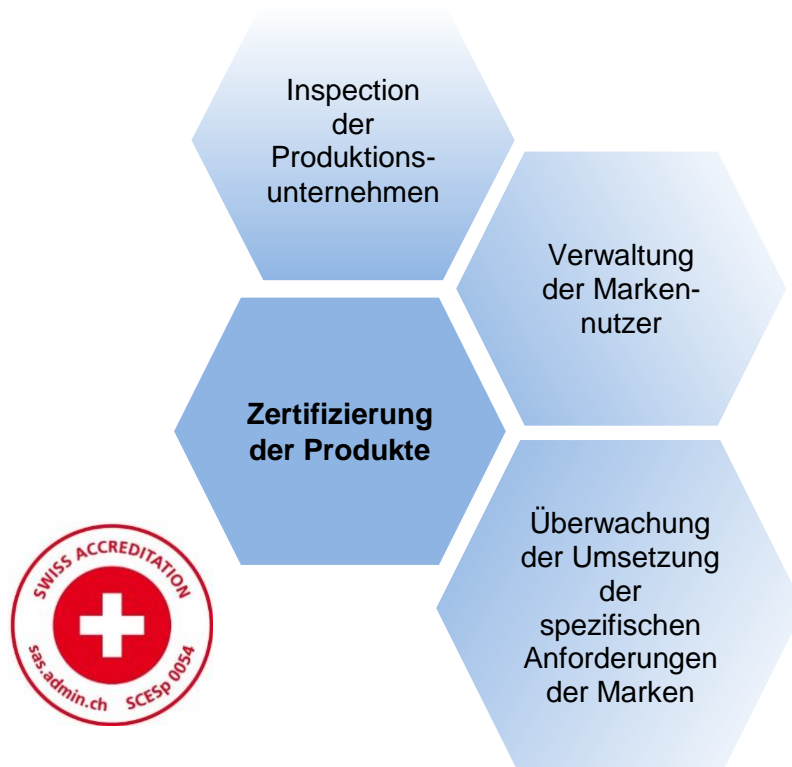 Inspection
der
Produktions-
unternehmen
Verwaltung
der Marken-
nutzer
Zertifizierung
der Produkte
Überwachung
der Umsetzung
der
spezifischen
Anforderungen
der Marken
SWISS ACCREDITATION
sas.admin.ch SCESp 0054